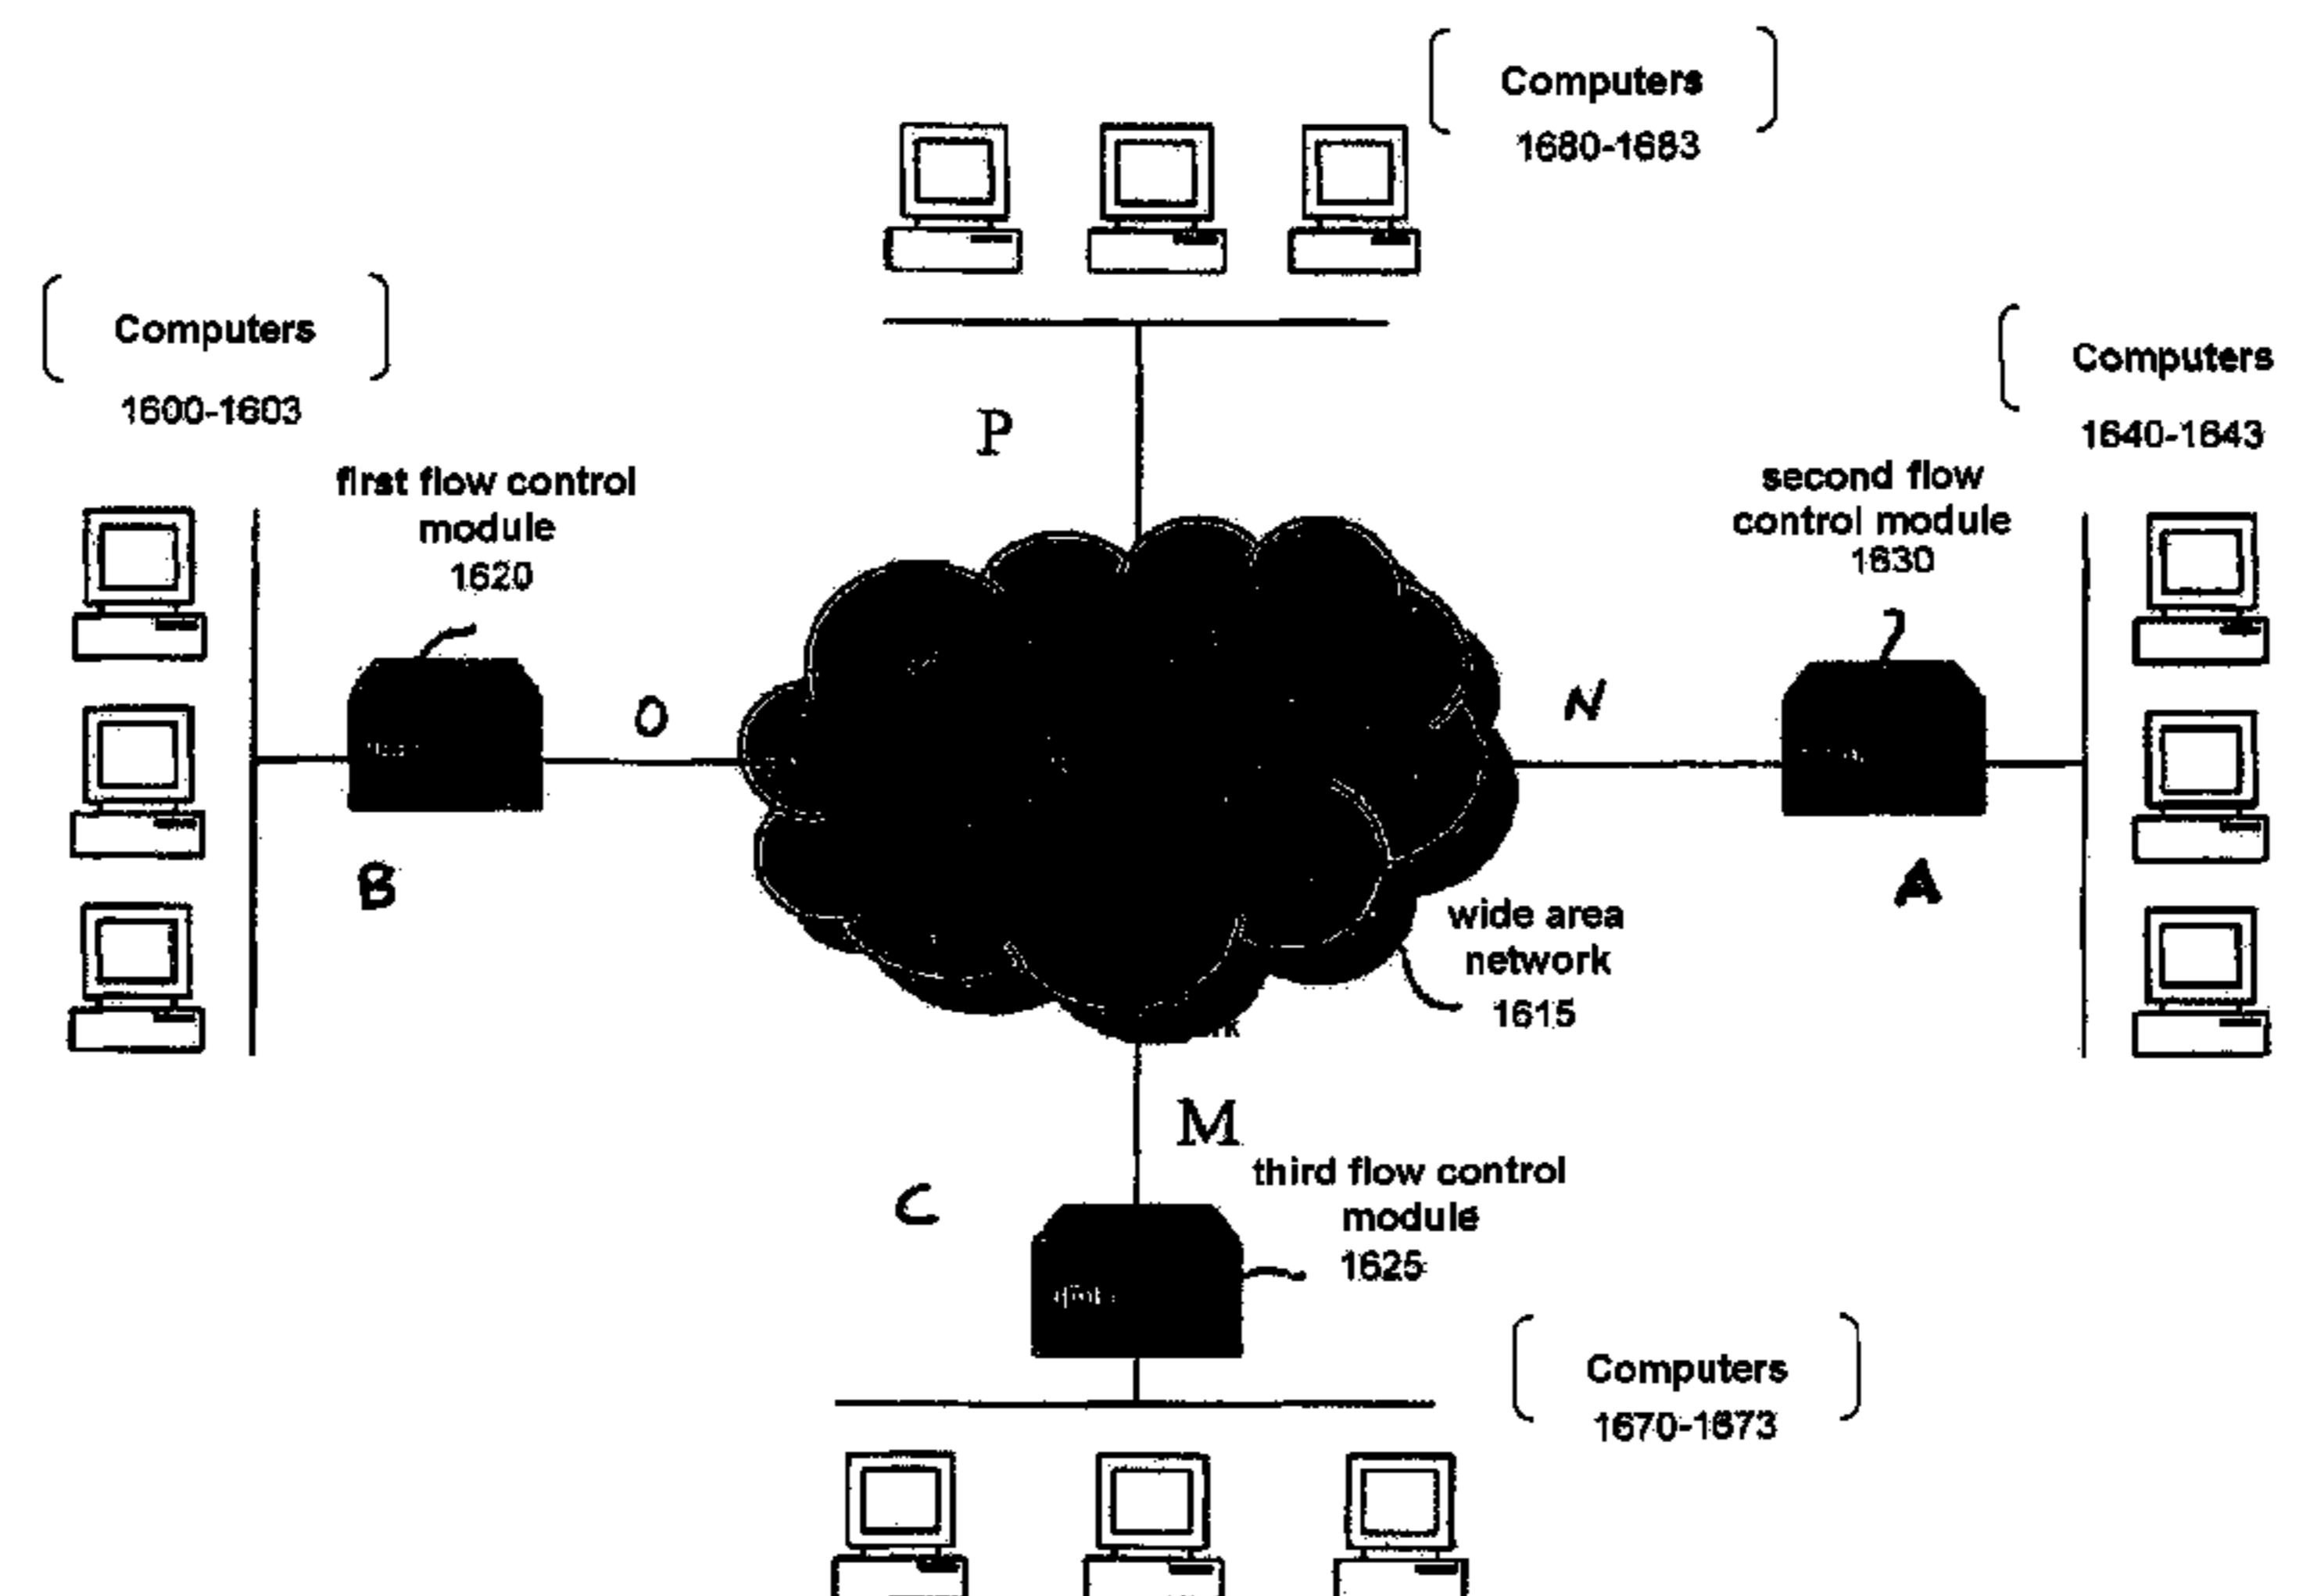 Computers
1680-1683
Computers
1600-1603
Computers
1640-1643
P
first flow control
module
1620
second flow
control module
1630
O
N
B
A
wide area
network
1615
M
C
third flow control
module
1625
Computers
1670-1673